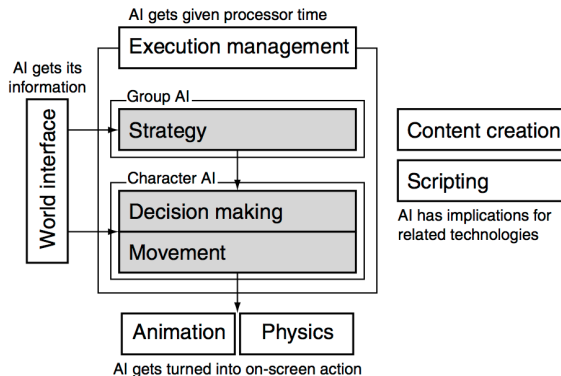 AI gets given processor time
Execution management
AI gets its
information
Group AI
Strategy
World interface
Character AI
Decision making
Movement
Content creation
Scripting
AI has implications for
related technologies
Animation
Physics
AI gets turned into on-screen action